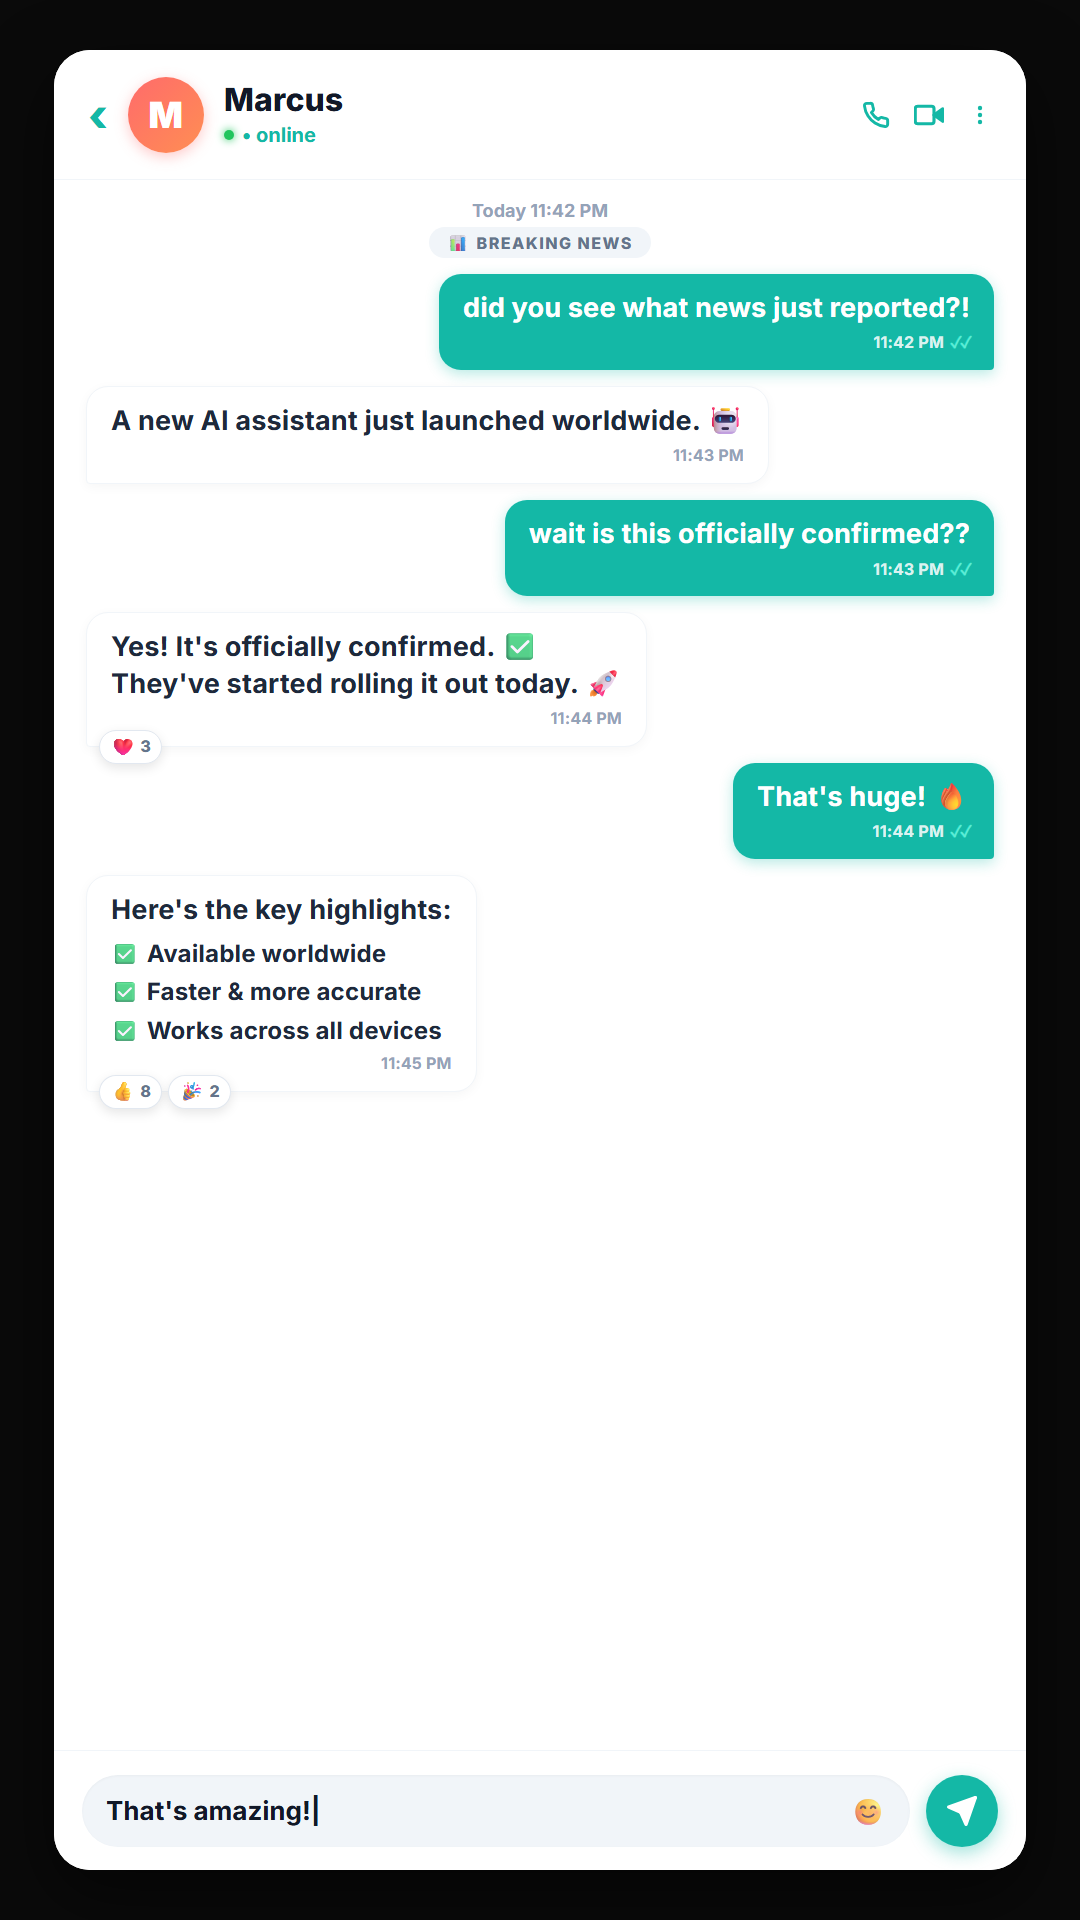 ‹
M
Marcus
• online
Today 11:42 PM
📊 BREAKING NEWS
did you see what news just reported?!
11:42 PM ✓✓
A new AI assistant just launched worldwide. 🤖
11:43 PM
wait is this officially confirmed??
11:43 PM ✓✓
Yes! It's officially confirmed. ✅
They've started rolling it out today. 🚀
11:44 PM
❤️ 3
That's huge! 🔥
11:44 PM ✓✓
Here's the key highlights:
✅ Available worldwide
✅ Faster & more accurate
✅ Works across all devices
11:45 PM
👍 8 🎉 2
That's amazing!| 😊